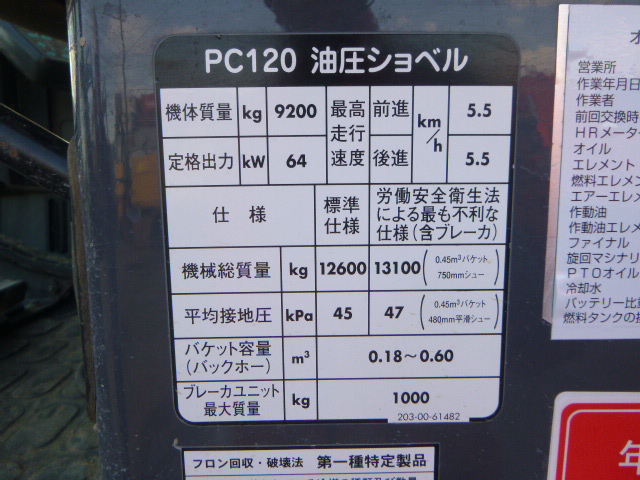 PC120 油圧ショベル
機体質量 kg 9200 最高走行速度 前進 km/h 5.5
定格出力 kW 64 後進 5.5
仕様 標準仕様 労働安全衛生法による最も不利な仕様(含ブレーカ)
機械総質量 kg 12600 13100 (0.45m³バケット 750mmシュー)
平均接地圧 kPa 45 47 (0.45m³バケット 480mm平滑シュー)
バケット容量(バックホー) m³ 0.18~0.60
ブレーカユニット最大質量 kg 1000
203-00-61482
フロン回収・破壊法 第一種特定製品
オ
営業所
作業年月日
作業者
前回交換時
HRメータ
オイル
エレメント
燃料エレメン
エアーエレメ
作動油
作動油エレメ
ファイナル
旋回マシナリ
PTOオイル
冷却水
バッテリー比重
燃料タンクの
年